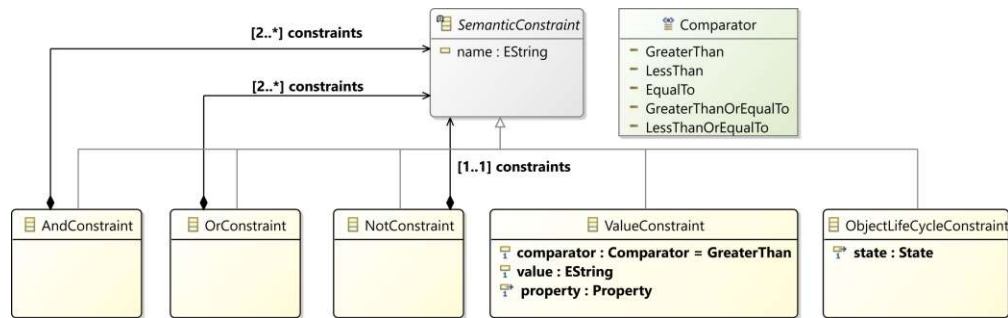 SemanticConstraint
name : EString
[2..*] constraints
[2..*] constraints
[1..1] constraints
Comparator
GreaterThan
LessThan
EqualTo
GreaterThanOrEqualTo
LessThanOrEqualTo
AndConstraint
OrConstraint
NotConstraint
ValueConstraint
comparator : Comparator = GreaterThan
value : EString
property : Property
ObjectLifeCycleConstraint
state : State